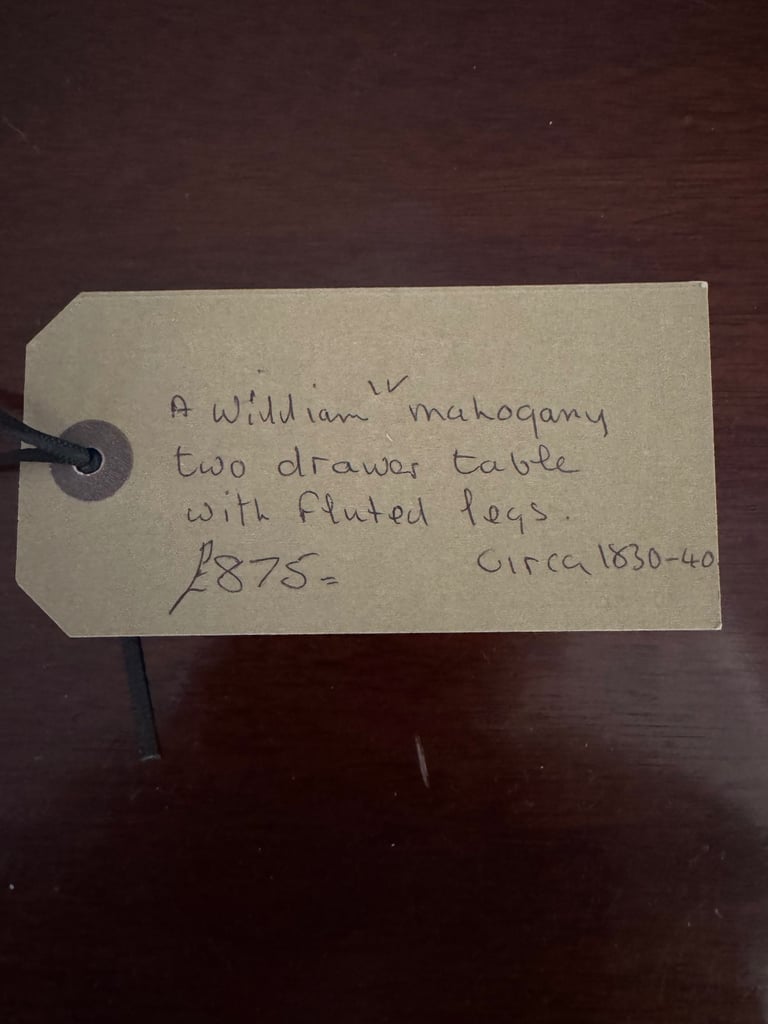 A William IV mahogany
two drawer table
with fluted legs.
£875=
Circa 1830-40